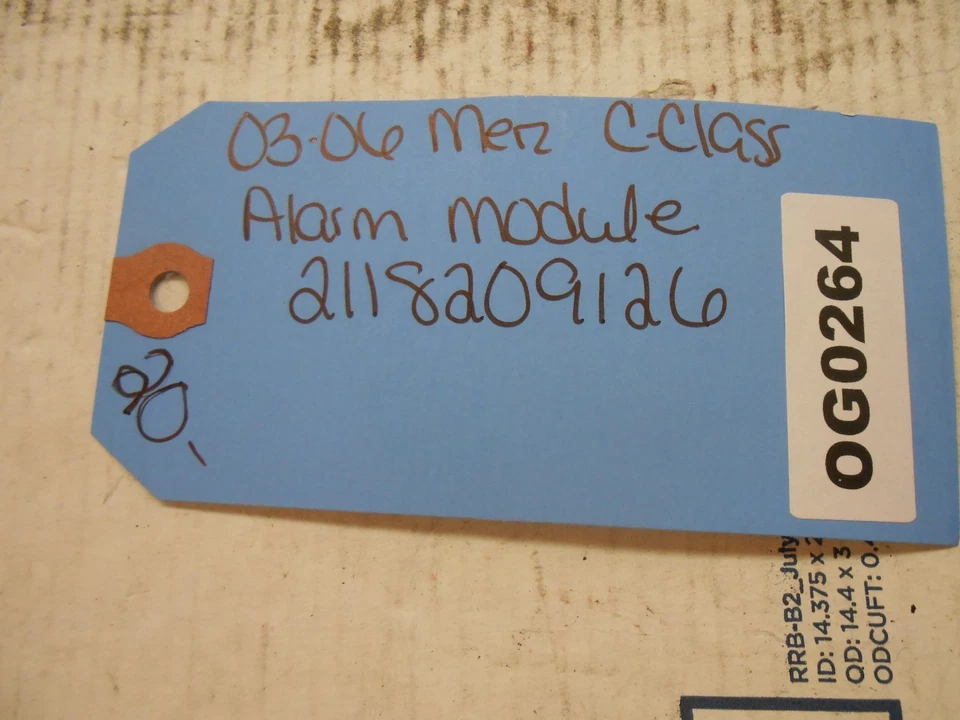 03-06 Merz C-Class
Alarm module
2118209126
20-
OG0264
RRB-B2_July
ID: 14.375 x 2
OD: 14.4 x 3
ODCUFT: 0.